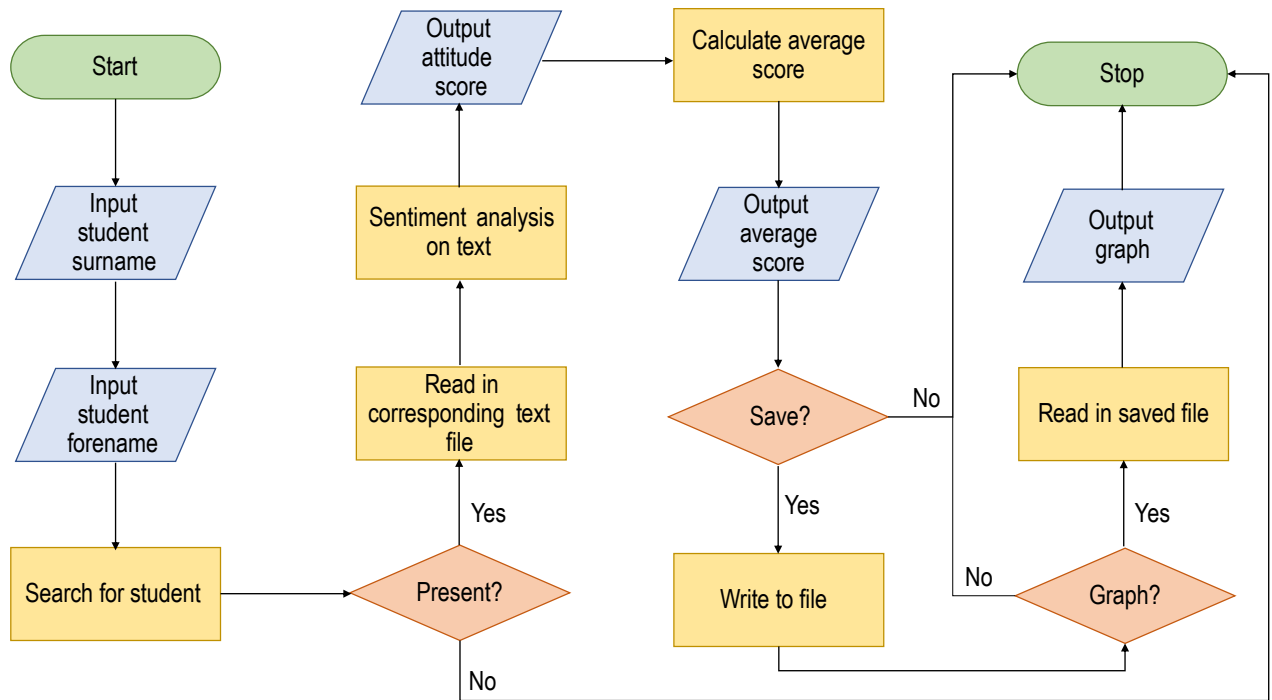 Start
Input
student
surname
Input
student
forename
Search for student
Present?
Yes
No
Read in
corresponding text
file
Sentiment analysis
on text
Output
attitude
score
Calculate average
score
Output
average
score
Save?
No
Yes
Write to file
Graph?
No
Yes
Read in saved file
Output
graph
Stop